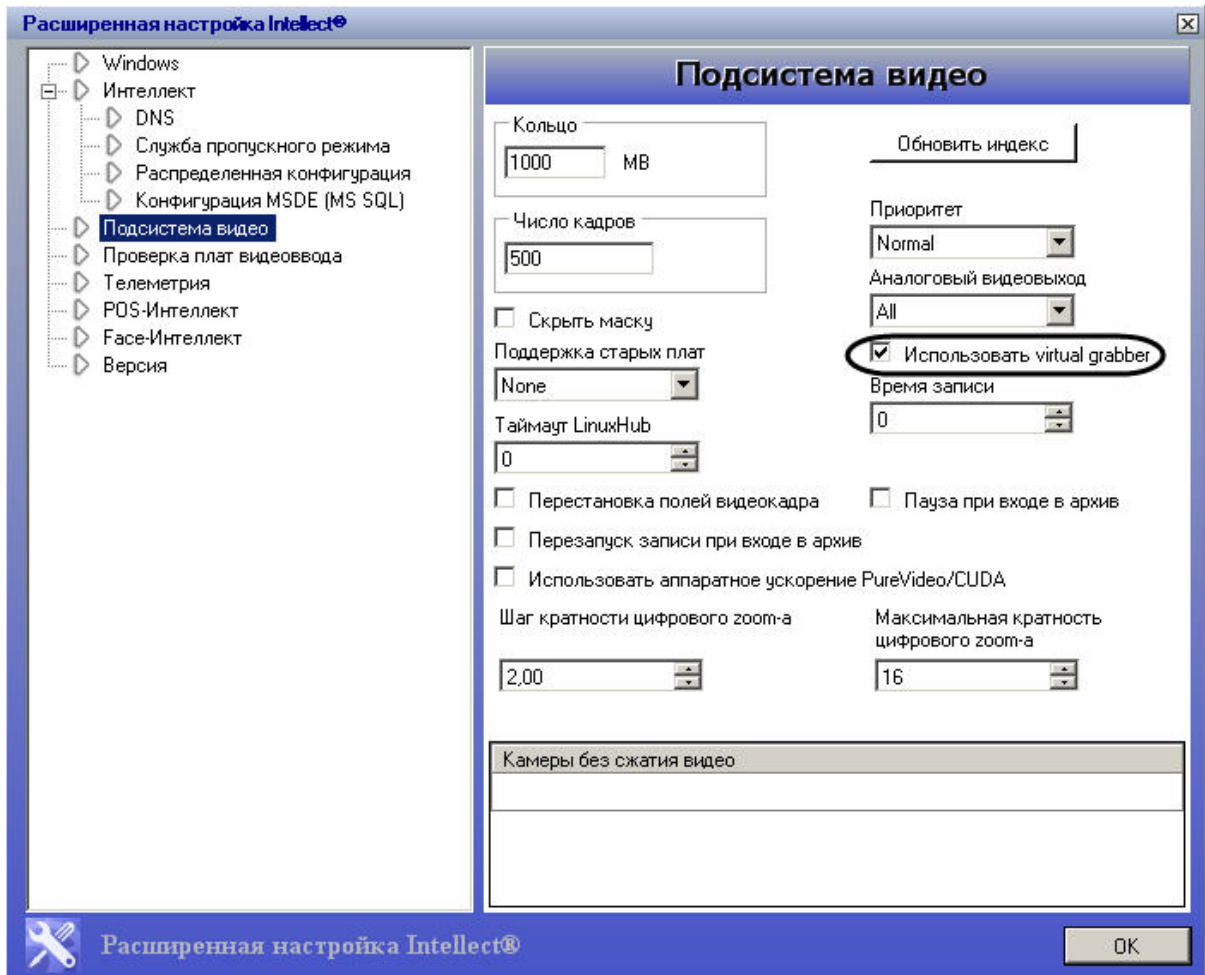 Расширенная настройка Intellect®
Windows
Интеллект
DNS
Служба пропускного режима
Распределенная конфигурация
Конфигурация MSDE (MS SQL)
Подсистема видео
Проверка плат видеоввода
Телеметрия
POS-Интеллект
Face-Интеллект
Версия
Подсистема видео
Кольцо
1000 MB
Обновить индекс
Число кадров
500
Приоритет
Normal
Аналоговый видеовыход
All
Скрыть маску
Использовать virtual grabber
Поддержка старых плат
None
Время записи
0
Таймаут LinuxHub
0
Перестановка полей видеокадра
Пауза при входе в архив
Перезапуск записи при входе в архив
Использовать аппаратное ускорение PureVideo/CUDA
Шаг кратности цифрового zoom-а
2,00
Максимальная кратность
цифрового zoom-а
16
Камеры без сжатия видео
Расширенная настройка Intellect®
OK